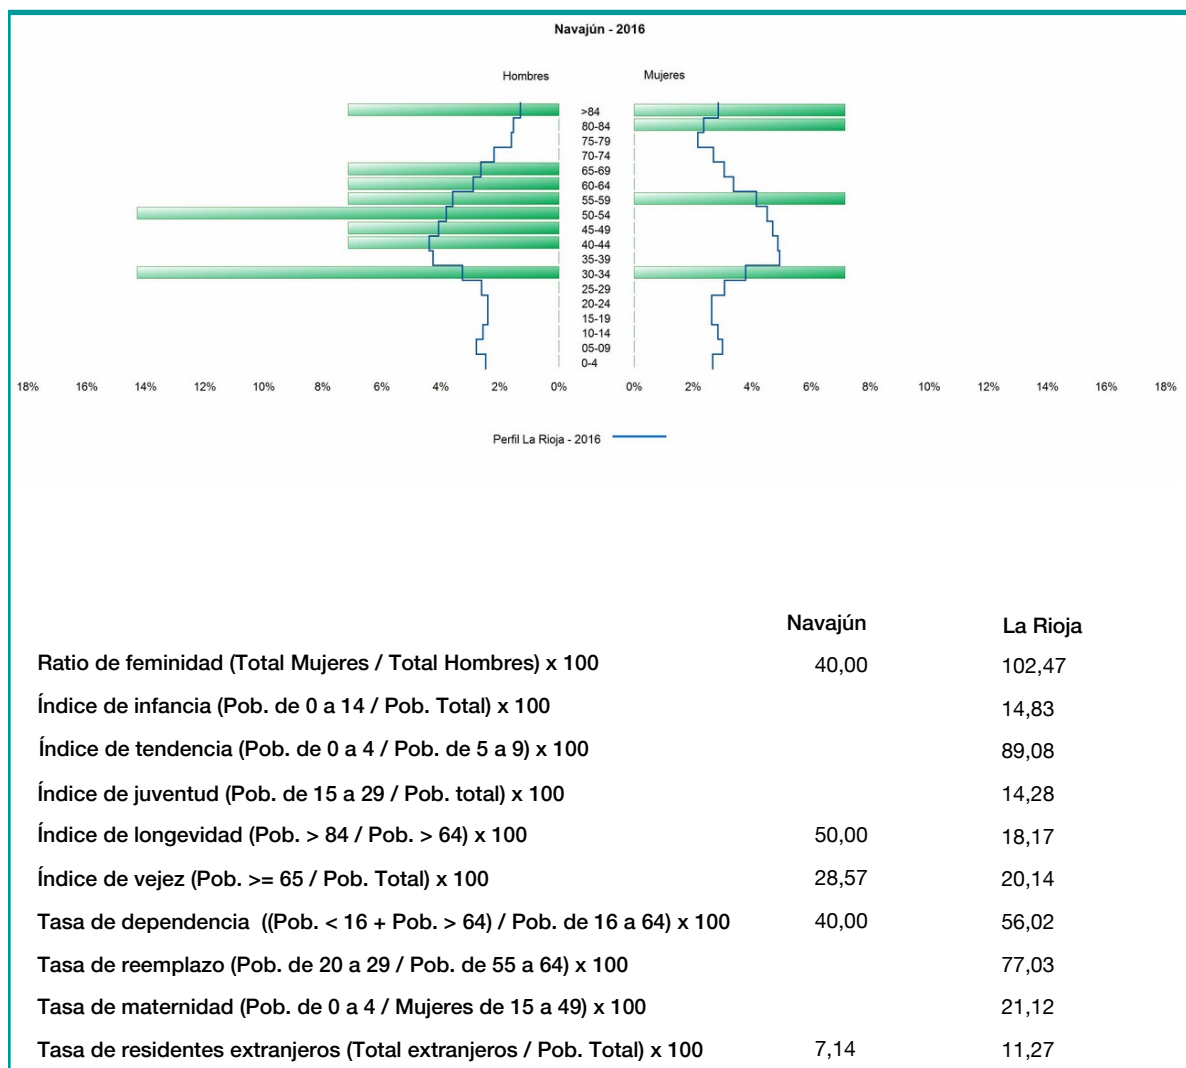 Navajún - 2016
Hombres Mujeres
>84
80-84
75-79
70-74
65-69
60-64
55-59
50-54
45-49
40-44
35-39
30-34
25-29
20-24
15-19
10-14
05-09
0-4
18% 16% 14% 12% 10% 8% 6% 4% 2% 0% 0% 2% 4% 6% 8% 10% 12% 14% 16% 18%
Perfil La Rioja - 2016
Navajún La Rioja
Ratio de feminidad (Total Mujeres / Total Hombres) x 100 40,00 102,47
Índice de infancia (Pob. de 0 a 14 / Pob. Total) x 100 14,83
Índice de tendencia (Pob. de 0 a 4 / Pob. de 5 a 9) x 100 89,08
Índice de juventud (Pob. de 15 a 29 / Pob. total) x 100 14,28
Índice de longevidad (Pob. > 84 / Pob. > 64) x 100 50,00 18,17
Índice de vejez (Pob. >= 65 / Pob. Total) x 100 28,57 20,14
Tasa de dependencia ((Pob. < 16 + Pob. > 64) / Pob. de 16 a 64) x 100 40,00 56,02
Tasa de reemplazo (Pob. de 20 a 29 / Pob. de 55 a 64) x 100 77,03
Tasa de maternidad (Pob. de 0 a 4 / Mujeres de 15 a 49) x 100 21,12
Tasa de residentes extranjeros (Total extranjeros / Pob. Total) x 100 7,14 11,27